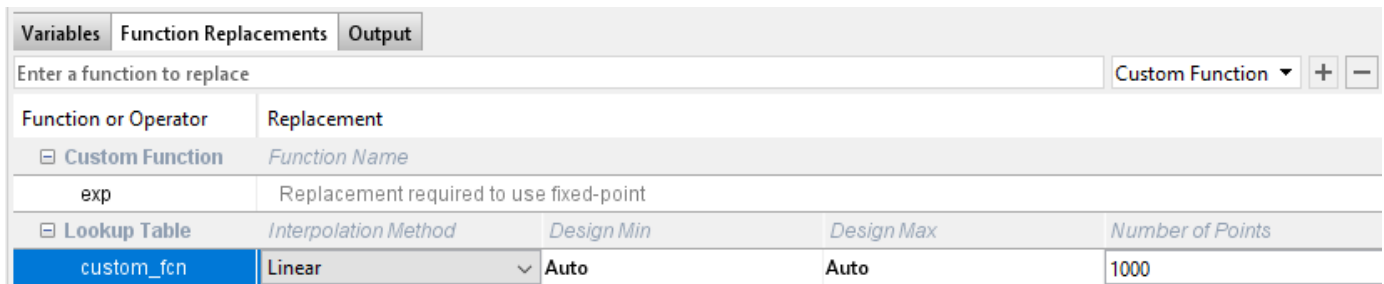 Variables Function Replacements Output
Enter a function to replace Custom Function
Function or Operator Replacement
Custom Function Function Name
exp Replacement required to use fixed-point
Lookup Table Interpolation Method Design Min Design Max Number of Points
custom_fcn Linear Auto Auto 1000